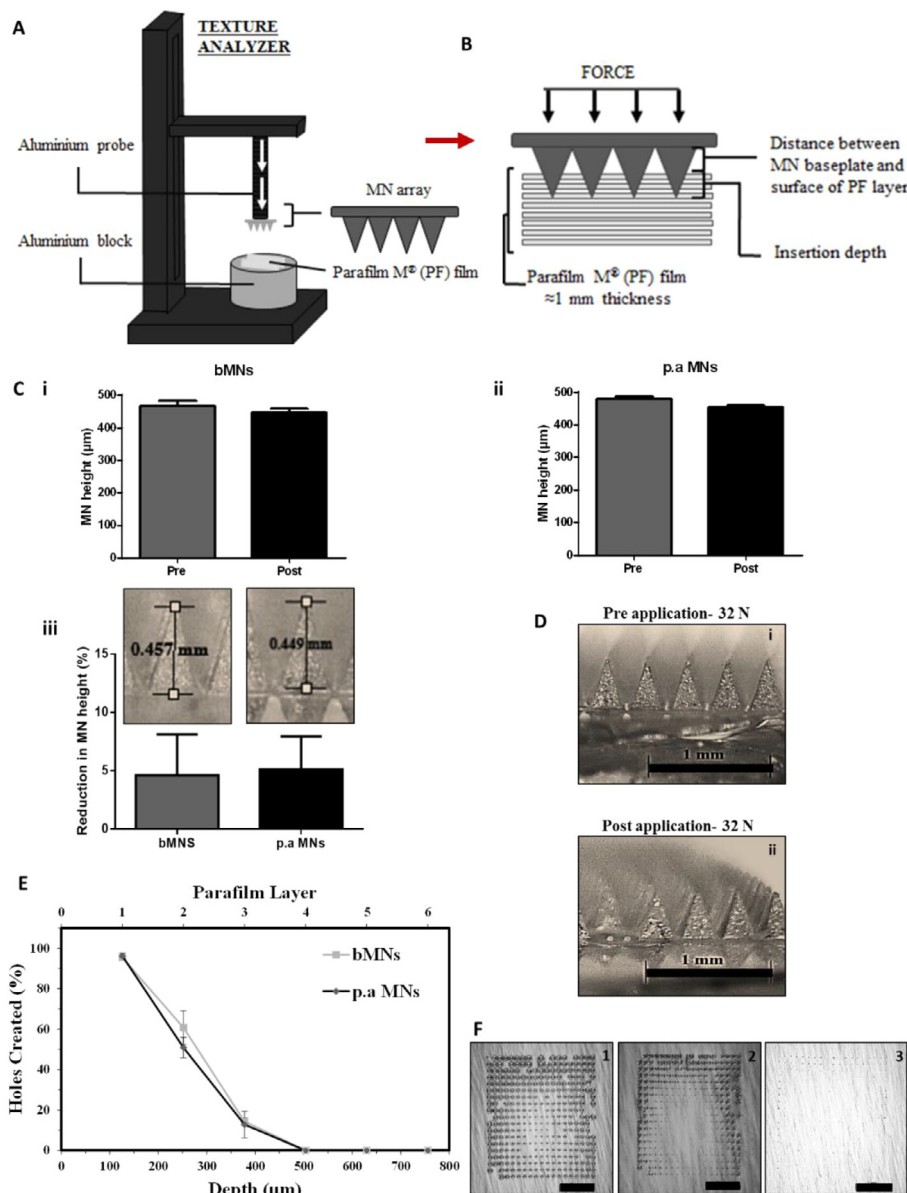 A
TEXTURE
ANALYZER
Aluminium probe
MN array
Aluminium block
Parafilm M® (PF) film
B
FORCE
Distance between
MN baseplate and
surface of PF layer
Insertion depth
Parafilm M® (PF) film
≈1 mm thickness
C
i
bMNs
MN height (µm)
500
400
300
200
100
0
Pre
Post
ii
p.a MNs
MN height (µm)
500
400
300
200
100
0
Pre
Post
iii
Reduction in MN height (%)
15
10
5
0
0.457 mm
0.449 mm
bMNS
p.a MNs
D
Pre application- 32 N
i
1 mm
Post application- 32 N
ii
1 mm
E
Parafilm Layer
0 1 2 3 4 5 6
Holes Created (%)
100
80
60
40
20
0
bMNs
p.a MNs
0 100 200 300 400 500 600 700 800
Depth (µm)
F
1
2
3